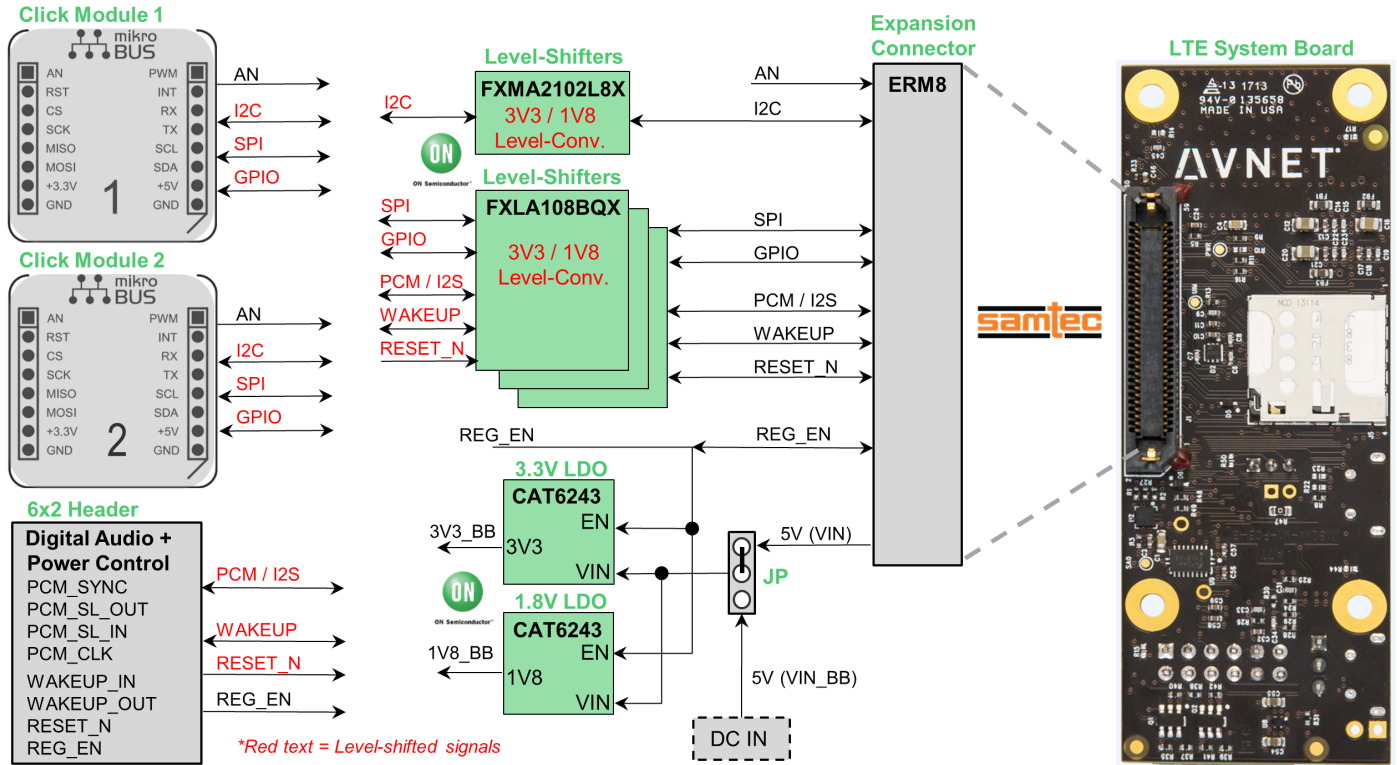 Click Module 1
mikro
BUS
AN PWM
RST INT
CS RX
SCK TX
MISO SCL
MOSI SDA
+3.3V +5V
GND GND
1
AN
I2C
SPI
GPIO
Click Module 2
mikro
BUS
AN PWM
RST INT
CS RX
SCK TX
MISO SCL
MOSI SDA
+3.3V +5V
GND GND
2
AN
I2C
SPI
GPIO
6x2 Header
Digital Audio +
Power Control
PCM_SYNC
PCM_SL_OUT
PCM_SL_IN
PCM_CLK
WAKEUP_IN
WAKEUP_OUT
RESET_N
REG_EN
PCM / I2S
WAKEUP
RESET_N
REG_EN
*Red text = Level-shifted signals
Level-Shifters
FXMA2102L8X
3V3 / 1V8
Level-Conv.
I2C
ON
ON Semiconductor
Level-Shifters
FXLA108BQX
3V3 / 1V8
Level-Conv.
SPI
GPIO
PCM / I2S
WAKEUP
RESET_N
AN
I2C
SPI
GPIO
PCM / I2S
WAKEUP
RESET_N
REG_EN
REG_EN
3.3V LDO
CAT6243
EN
3V3
VIN
3V3_BB
ON
ON Semiconductor
1.8V LDO
CAT6243
EN
1V8
VIN
1V8_BB
5V (VIN)
JP
5V (VIN_BB)
DC IN
Expansion
Connector
ERM8
samtec
LTE System Board
13 1713
94V-0 135658
MADE IN USA
AVNET
MCD 13114